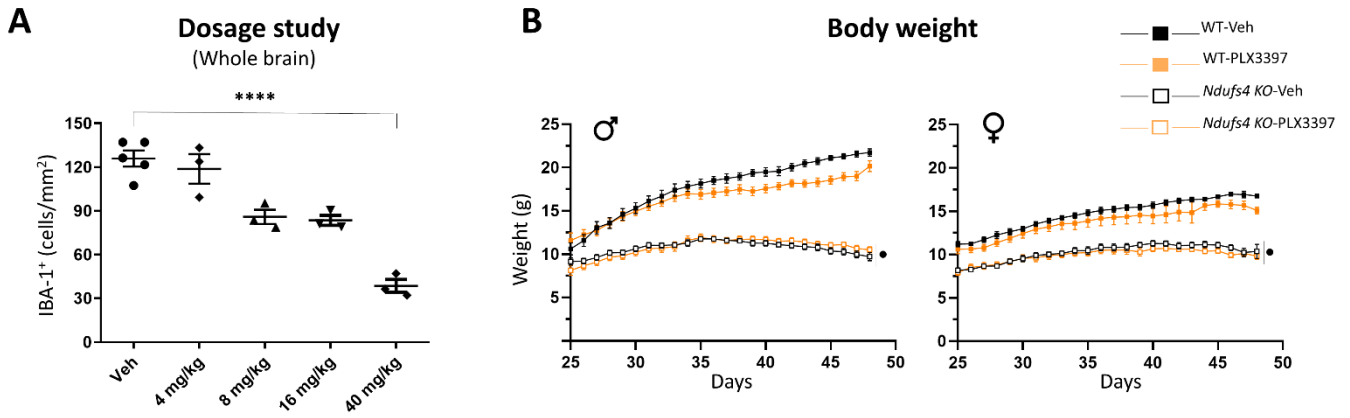 A
Dosage study
(Whole brain)
****
IBA-1+ (cells/mm2)
150
120
90
60
30
0
Veh
4 mg/kg
8 mg/kg
16 mg/kg
40 mg/kg
B
Body weight
WT-Veh
WT-PLX3397
Ndufs4 KO-Veh
Ndufs4 KO-PLX3397
♂
Weight (g)
25
20
15
10
5
25
30
35
40
45
50
Days
♀
25
20
15
10
5
25
30
35
40
45
50
Days